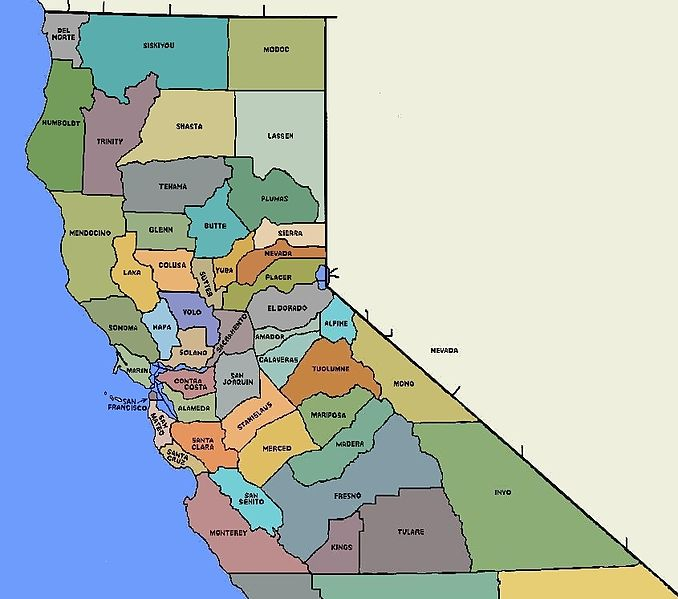 DEL
NORTE
SISKIYOU
MODOC
HUMBOLDT
TRINITY
SHASTA
LASSEN
TEHAMA
PLUMAS
MENDOCINO
GLENN
BUTTE
SIERRA
LAKA
COLUSA
SUTTER
YUBA
NEVADA
PLACER
SONOMA
NAPA
YOLO
SACRAMENTO
EL DORADO
ALPINE
AMADOR
SOLANO
CALAVERAS
NEVADA
MARIN
CONTRA
COSTA
SAN
JOAQUIN
TUOLUMNE
MONO
SAN
FRANCISCO
ALAMEDA
STANISLAUS
MARIPOSA
SAN
MATEO
SANTA
CLARA
MERCED
MADERA
SANTA
CRUZ
SAN
BENITO
FRESNO
INYO
MONTEREY
KINGS
TULARE